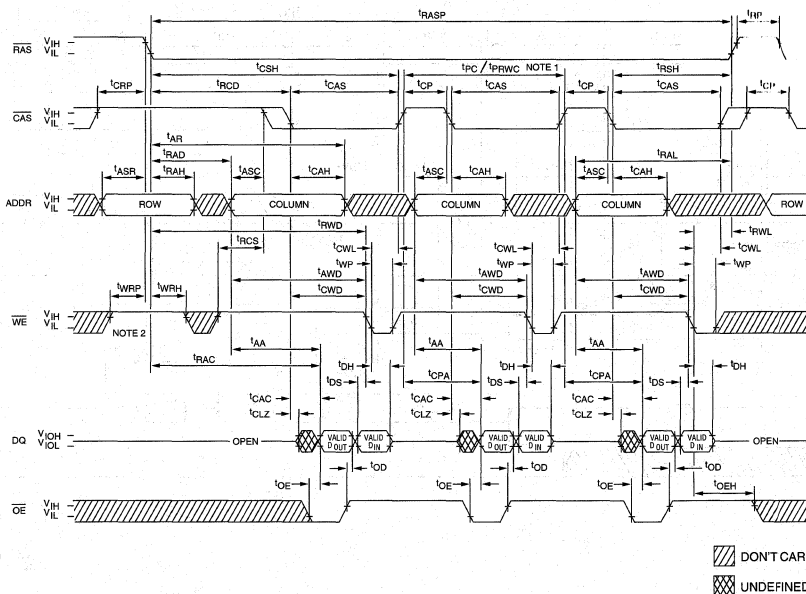 tRASP tRP
RAS VIH VIL
tCSH tPC / tPRWC NOTE 1 tRSH
tCRP tRCD tCAS tCP tCAS tCP tCAS tCP
CAS VIH VIL
tAR
tRAD tRAL
tASR tRAH tASC tCAH tASC tCAH tASC tCAH
ADDR VIH VIL ROW COLUMN COLUMN COLUMN ROW
tRWD tRWL
tRCS tCWL tCWL tCWL
tWP tWP tWP
tAWD tAWD tAWD
tWRP tWRH tCWD tCWD tCWD
WE VIH VIL NOTE 2
tAA tAA tAA
tRAC tDH tDH tDH
tDS tCPA tDS tCPA tDS
tCAC tCAC tCAC
tCLZ tCLZ tCLZ
DQ VIOH VIOL OPEN VALID DOUT VALID DIN VALID DOUT VALID DIN VALID DOUT VALID DIN OPEN
tOD tOD tOD
tOE tOE tOE tOEH
OE VIH VIL
DON'T CAR
UNDEFINED